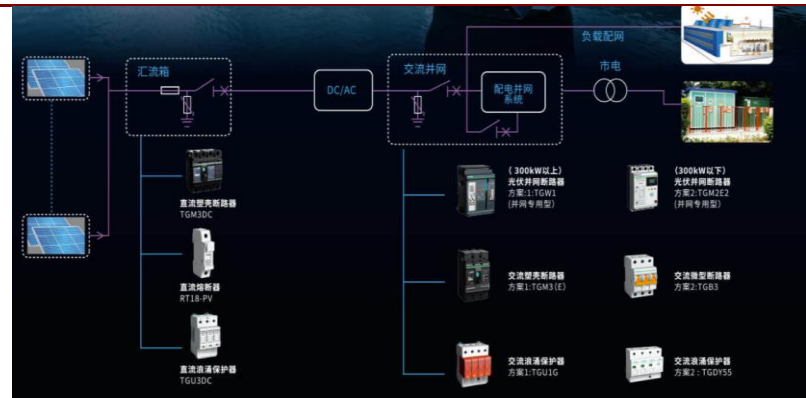 负载配网
汇流箱
交流并网
市电
DC/AC
配电并网
系统
(300kW以上)
光伏并网断路器
方案:1:TGW1
(并网专用型)
(300kW以下)
光伏并网断路器
方案2:TGM2E2
(并网专用型)
直流塑壳断路器
TGM3DC
交流塑壳断路器
方案1:TGM3(E)
交流微型断路器
方案2:TGB3
直流熔断器
RT18-PV
直流浪涌保护器
TGU3DC
交流浪涌保护器
方案1:TGU1G
交流浪涌保护器
方案2:TGDY55